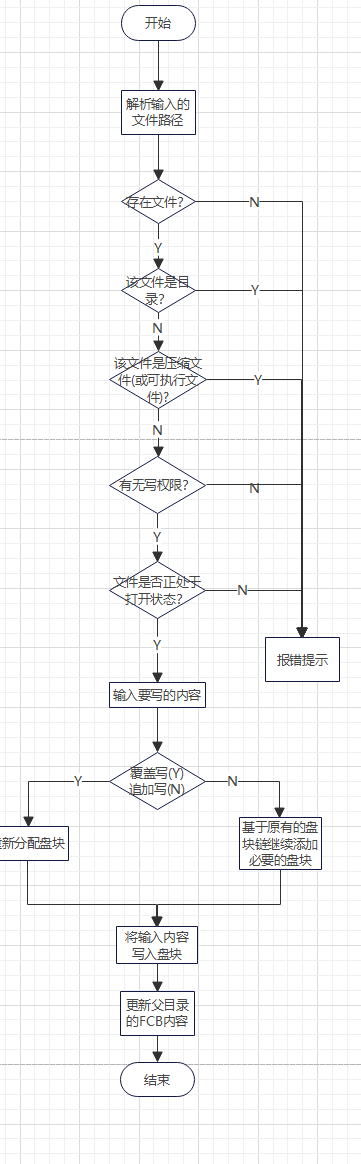 开始
解析输入的
文件路径
存在文件?
N
Y
该文件是目
录?
Y
N
该文件是压缩文
件(或可执行文
件)?
Y
N
有无写权限?
N
Y
文件是否正处于
打开状态?
N
Y
报错提示
输入要写的内容
覆盖写(Y)
追加写(N)
Y
N
新分配盘块
基于原有的盘
块链继续添加
必要的盘块
将输入内容
写入盘块
更新父目录
的FCB内容
结束